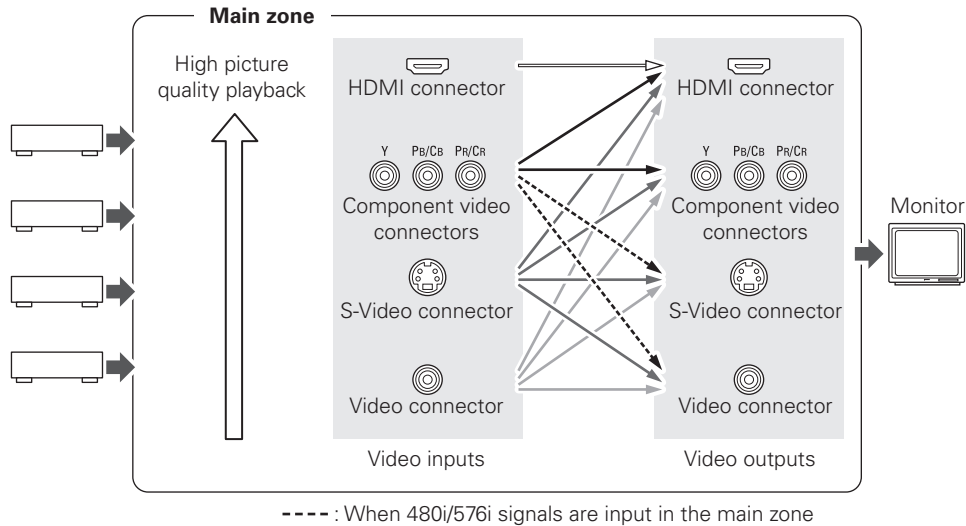 Main zone
High picture
quality playback
HDMI connector
HDMI connector
Y PB/CB PR/CR
Y PB/CB PR/CR
Component video
connectors
Component video
connectors
Monitor
S-Video connector
S-Video connector
Video connector
Video connector
Video inputs
Video outputs
---- : When 480i/576i signals are input in the main zone